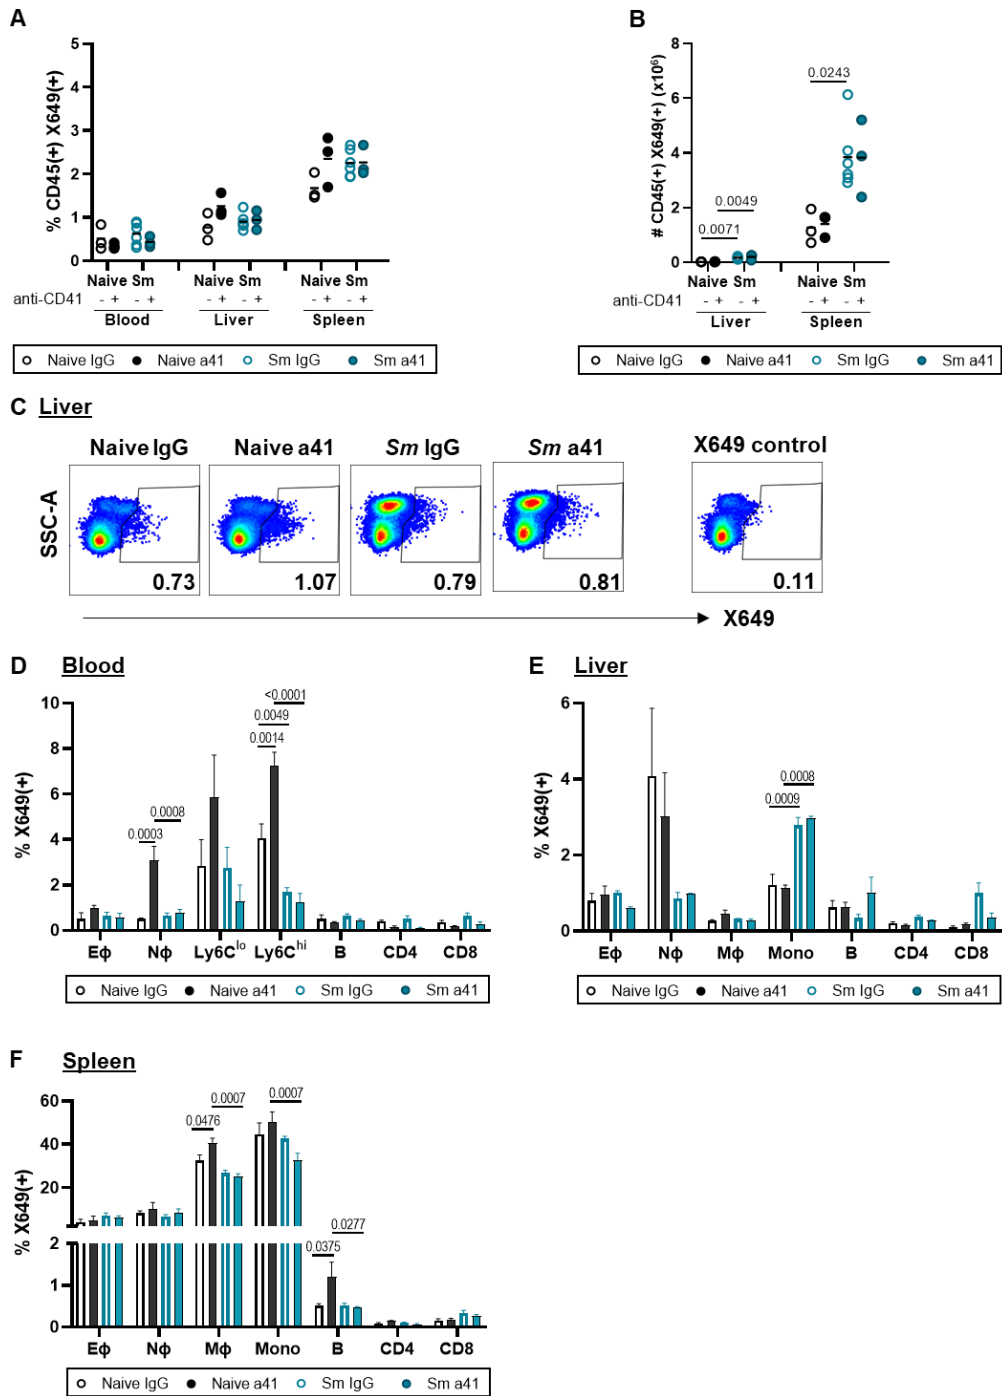 A
% CD45(+) X649(+)
5
4
3
2
1
0
Naive Sm Naive Sm Naive Sm
anti-CD41 - + - + - + - + - + - +
Blood Liver Spleen
Naive IgG Naive a41 Sm IgG Sm a41
B
# CD45(+) X649(+) (x10⁶)
8
6
4
2
0
0.0243
0.0049
0.0071
Naive Sm Naive Sm
anti-CD41 - + - + - + - +
Liver Spleen
Naive IgG Naive a41 Sm IgG Sm a41
C Liver
Naive IgG Naive a41 Sm IgG Sm a41 X649 control
SSC-A
0.73 1.07 0.79 0.81 0.11
X649
D Blood
% X649(+)
10
8
6
4
2
0
<0.0001
0.0049
0.0014
0.0008
0.0003
Eϕ Nϕ Ly6Cˡᵒ Ly6Cʰⁱ B CD4 CD8
Naive IgG Naive a41 Sm IgG Sm a41
E Liver
% X649(+)
6
4
2
0
0.0008
0.0009
Eϕ Nϕ Mϕ Mono B CD4 CD8
Naive IgG Naive a41 Sm IgG Sm a41
F Spleen
% X649(+)
60
40
20
2
1
0
0.0007 0.0007
0.0476
0.0277
0.0375
Eϕ Nϕ Mϕ Mono B CD4 CD8
Naive IgG Naive a41 Sm IgG Sm a41